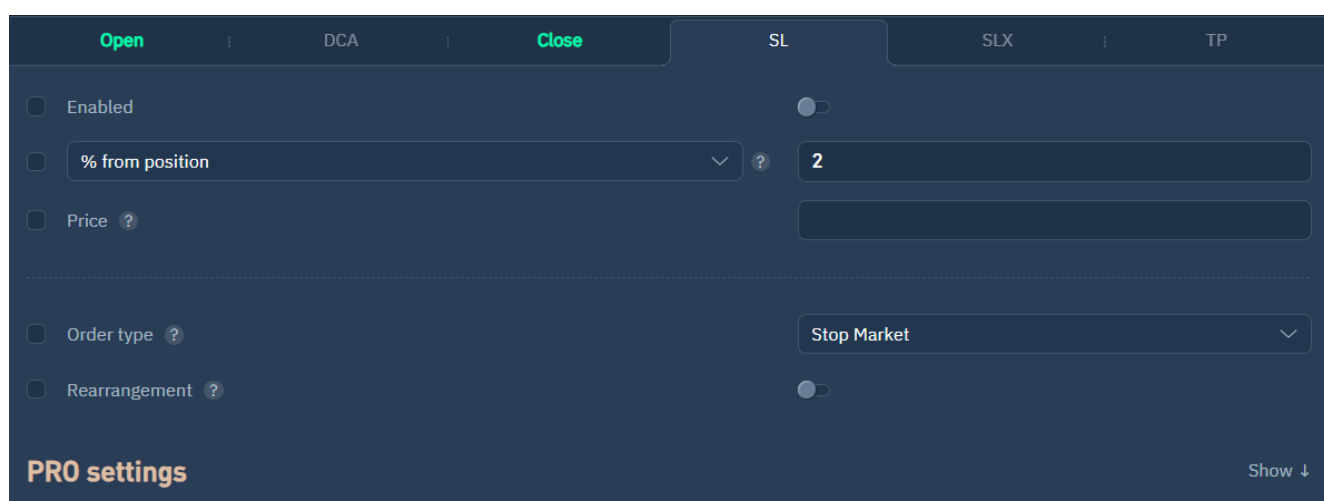 Open DCA Close SL SLX TP
Enabled
% from position ? 2
Price ?
Order type ? Stop Market
Rearrangement ?
PRO settings Show ↓